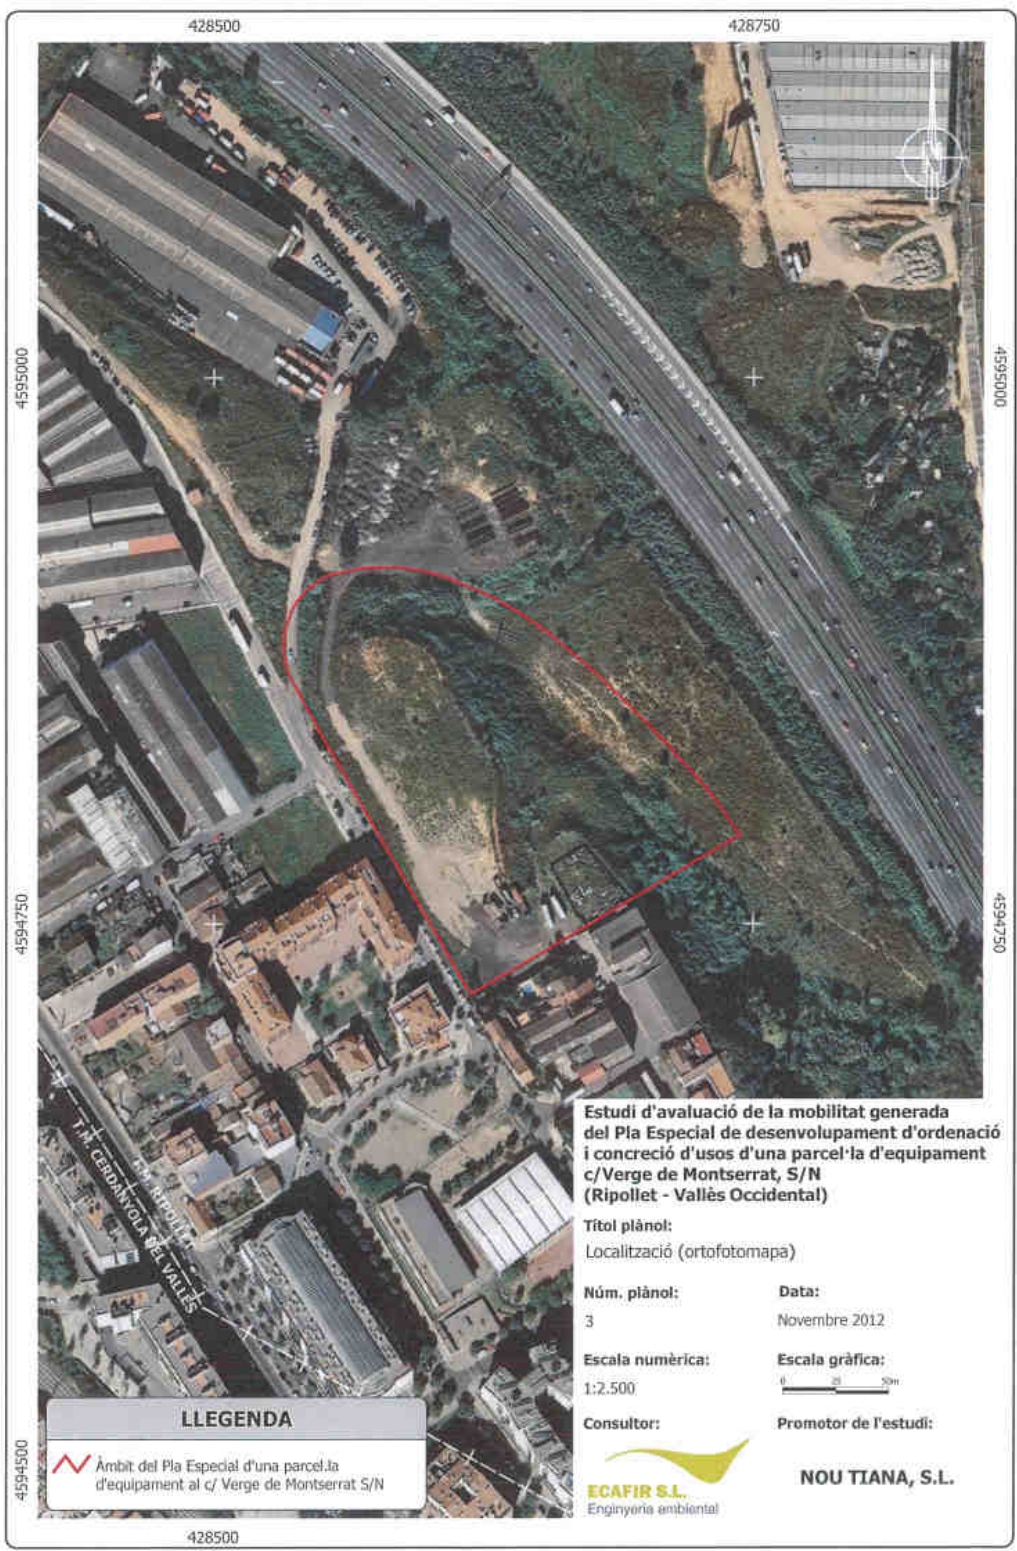 428500
428750
4595000
4595000
4594750
4594750
4594500
428500
T.M. RIPOLLET
T.M. CERDANYOLA DEL VALLÈS
Estudi d'avaluació de la mobilitat generada
del Pla Especial de desenvolupament d'ordenació
i concreció d'usos d'una parcel·la d'equipament
c/Verge de Montserrat, S/N
(Ripollet - Vallès Occidental)
Títol plànol:
Localització (ortofotomapa)
Núm. plànol:
Data:
3
Novembre 2012
Escala numèrica:
Escala gràfica:
1:2.500
0 25 50m
Consultor:
Promotor de l'estudi:
ECAFIR S.L.
Enginyeria ambiental
NOU TIANA, S.L.
LLEGENDA
Àmbit del Pla Especial d'una parcel.la
d'equipament al c/ Verge de Montserrat S/N